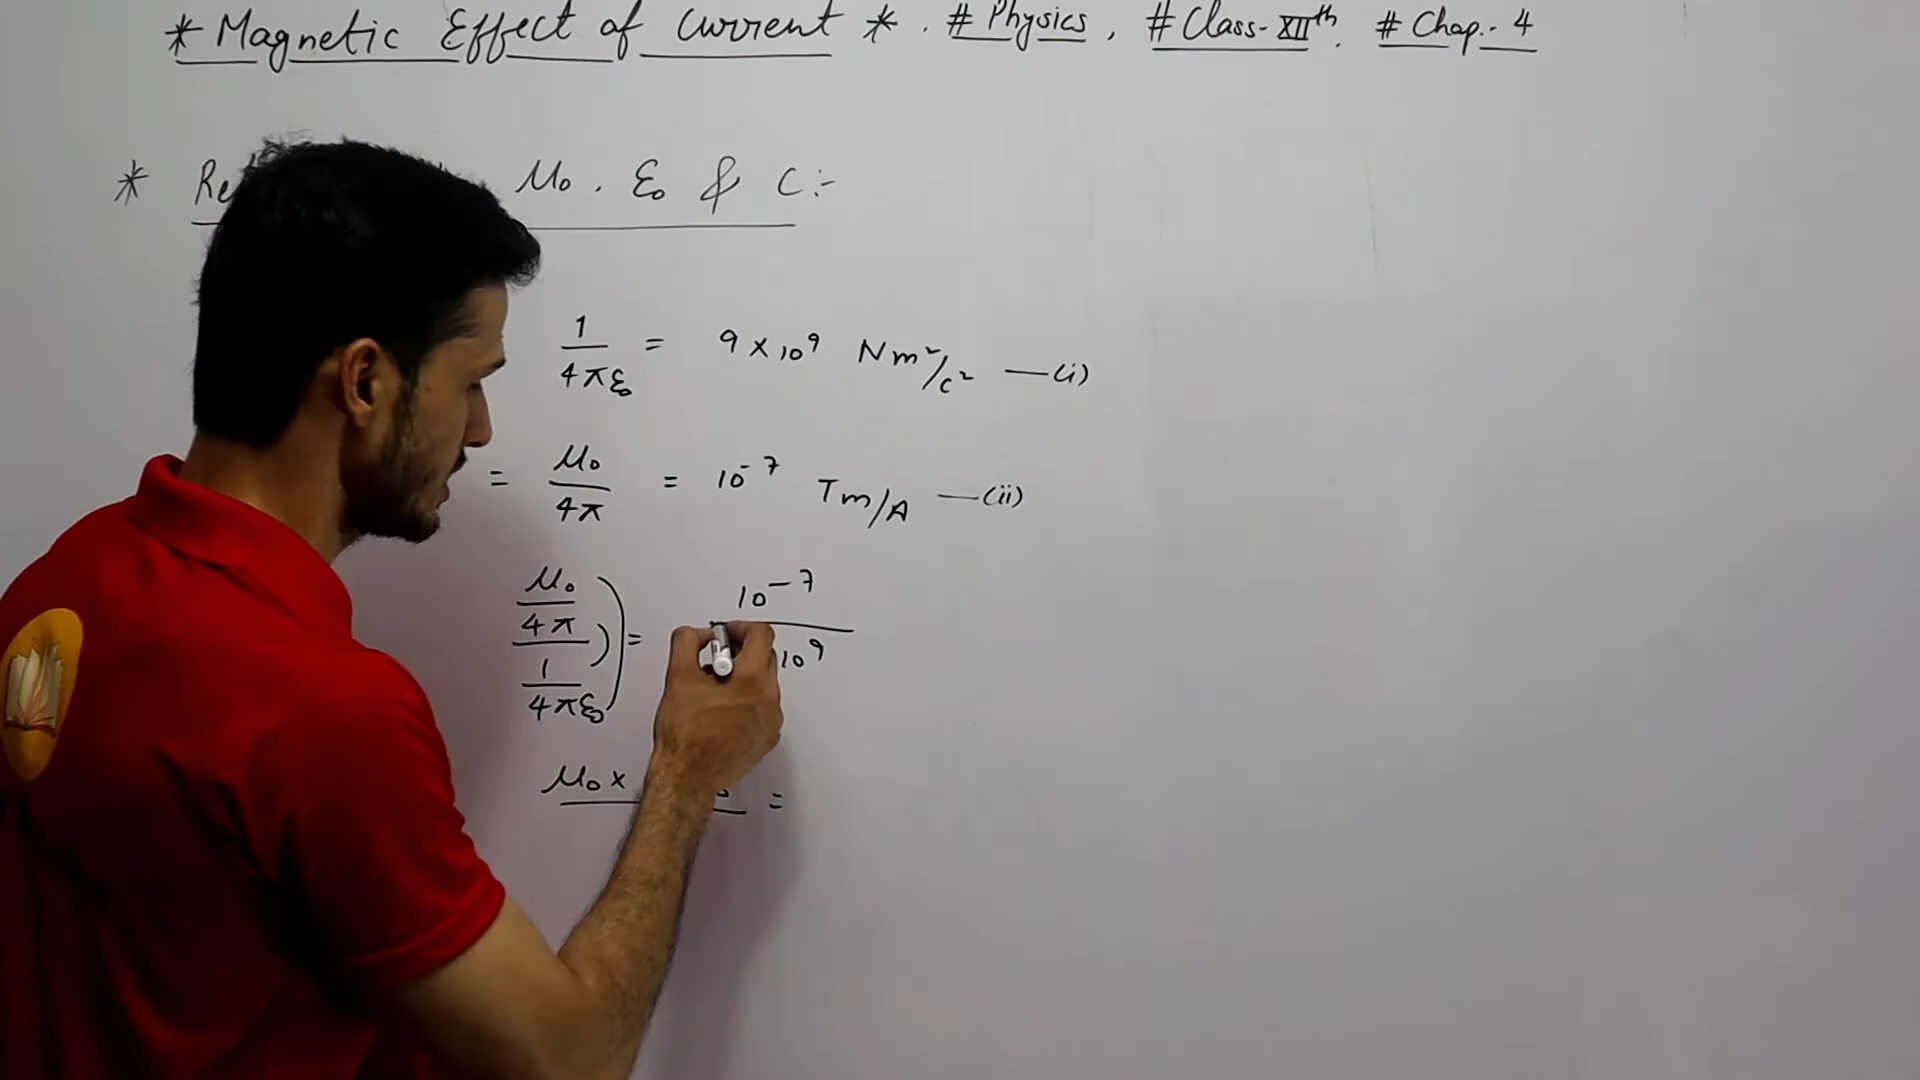 * Magnetic Effect of Current * . # Physics , # Class-XIIth. # Chap.- 4
* μ₀ . ε₀ & C :-
1/4πε₀ = 9 × 10⁹ Nm²/C² —(i)
= μ₀/4π = 10⁻⁷ Tm/A —(ii)
(μ₀/4π)/(1/4πε₀) = 10⁻⁷/10⁹
μ₀ × =